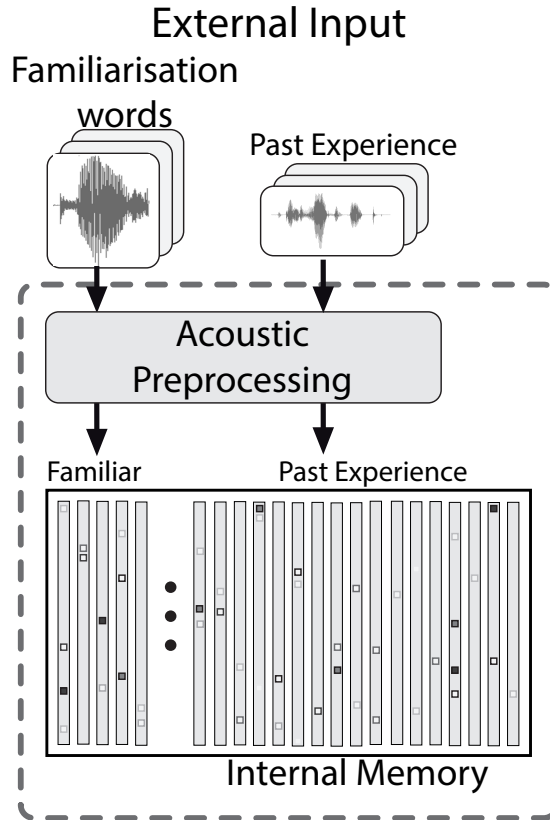 External Input
Familiarisation
words
Past Experience
Acoustic
Preprocessing
Familiar
Past Experience
Internal Memory